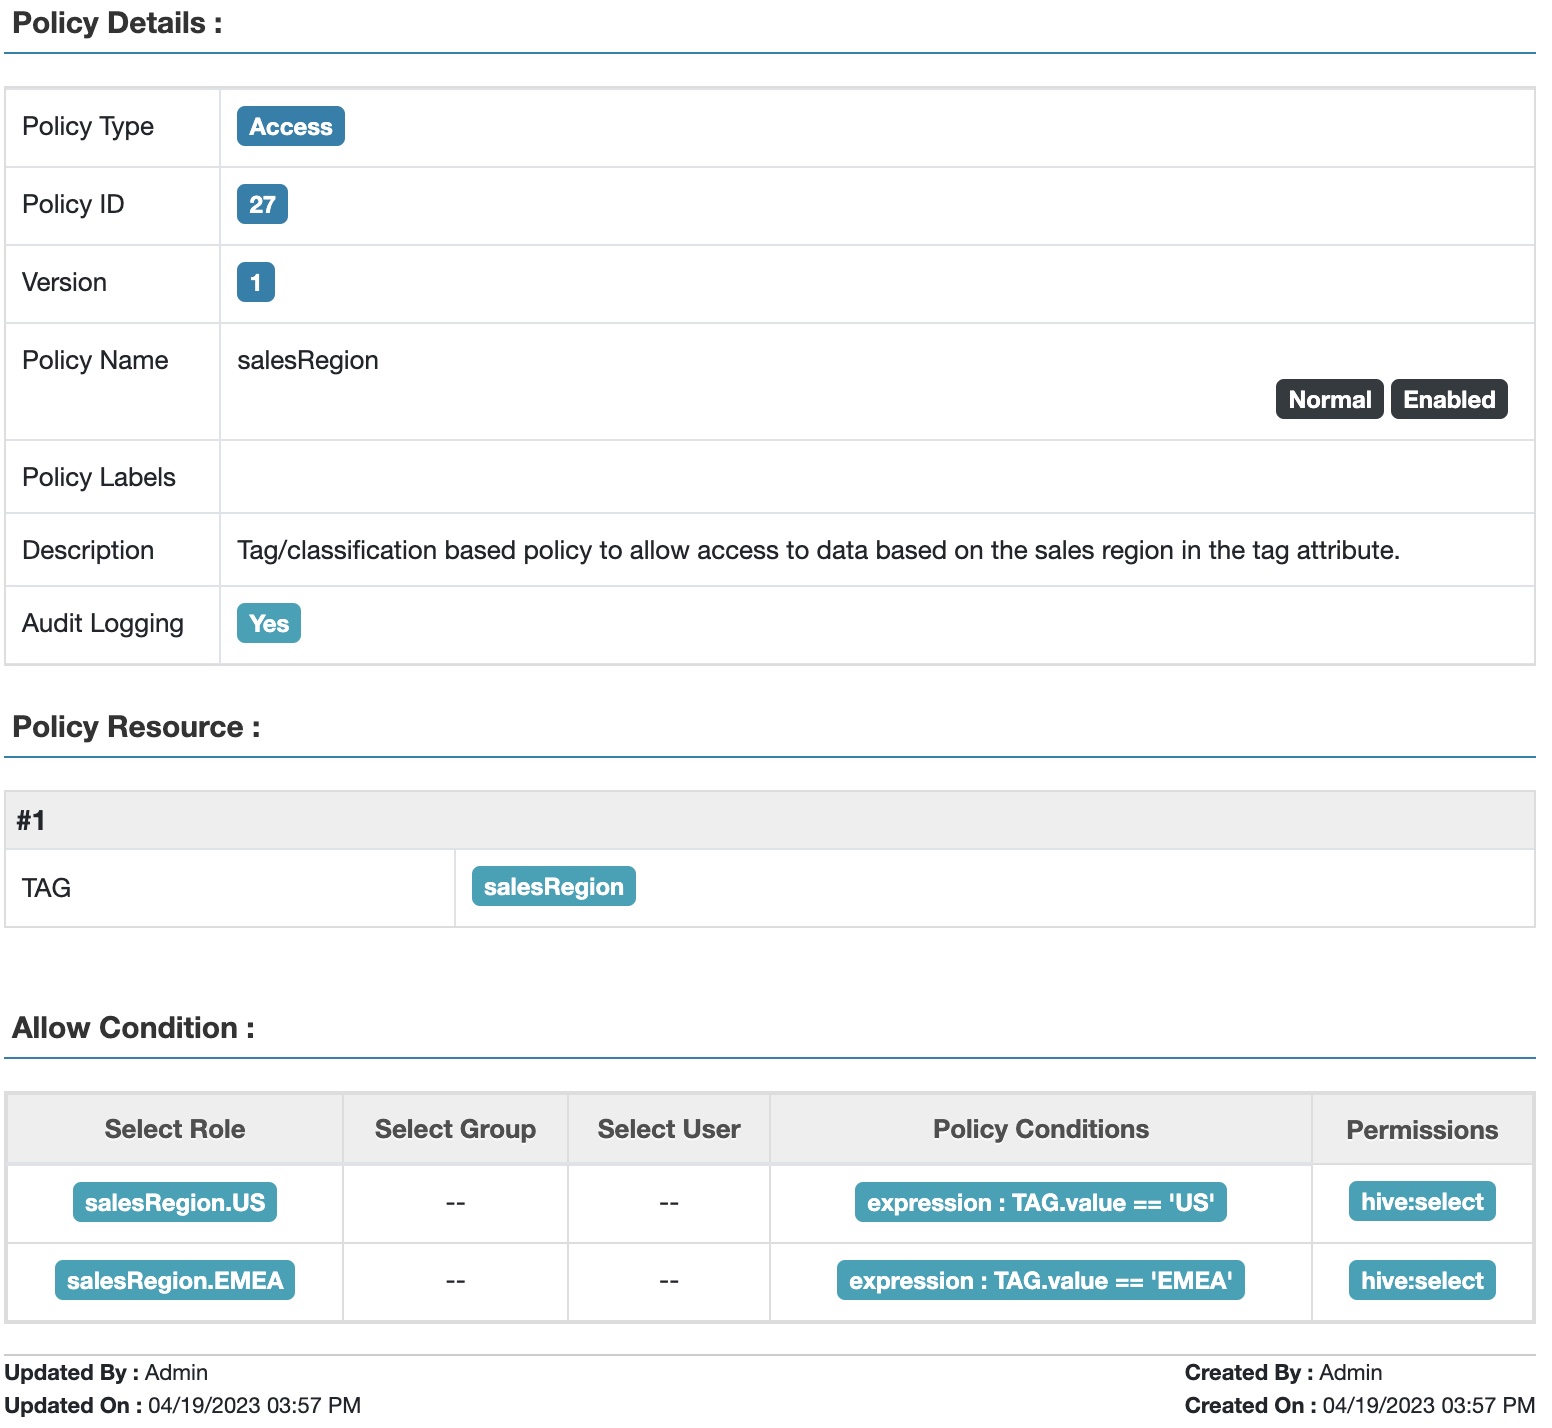 Policy Details :
Policy Type Access
Policy ID 27
Version 1
Policy Name salesRegion
Normal Enabled
Policy Labels
Description Tag/classification based policy to allow access to data based on the sales region in the tag attribute.
Audit Logging Yes
Policy Resource :
#1
TAG salesRegion
Allow Condition :
Select Role Select Group Select User Policy Conditions Permissions
salesRegion.US -- -- expression : TAG.value == 'US' hive:select
salesRegion.EMEA -- -- expression : TAG.value == 'EMEA' hive:select
Updated By : Admin Created By : Admin
Updated On : 04/19/2023 03:57 PM Created On : 04/19/2023 03:57 PM